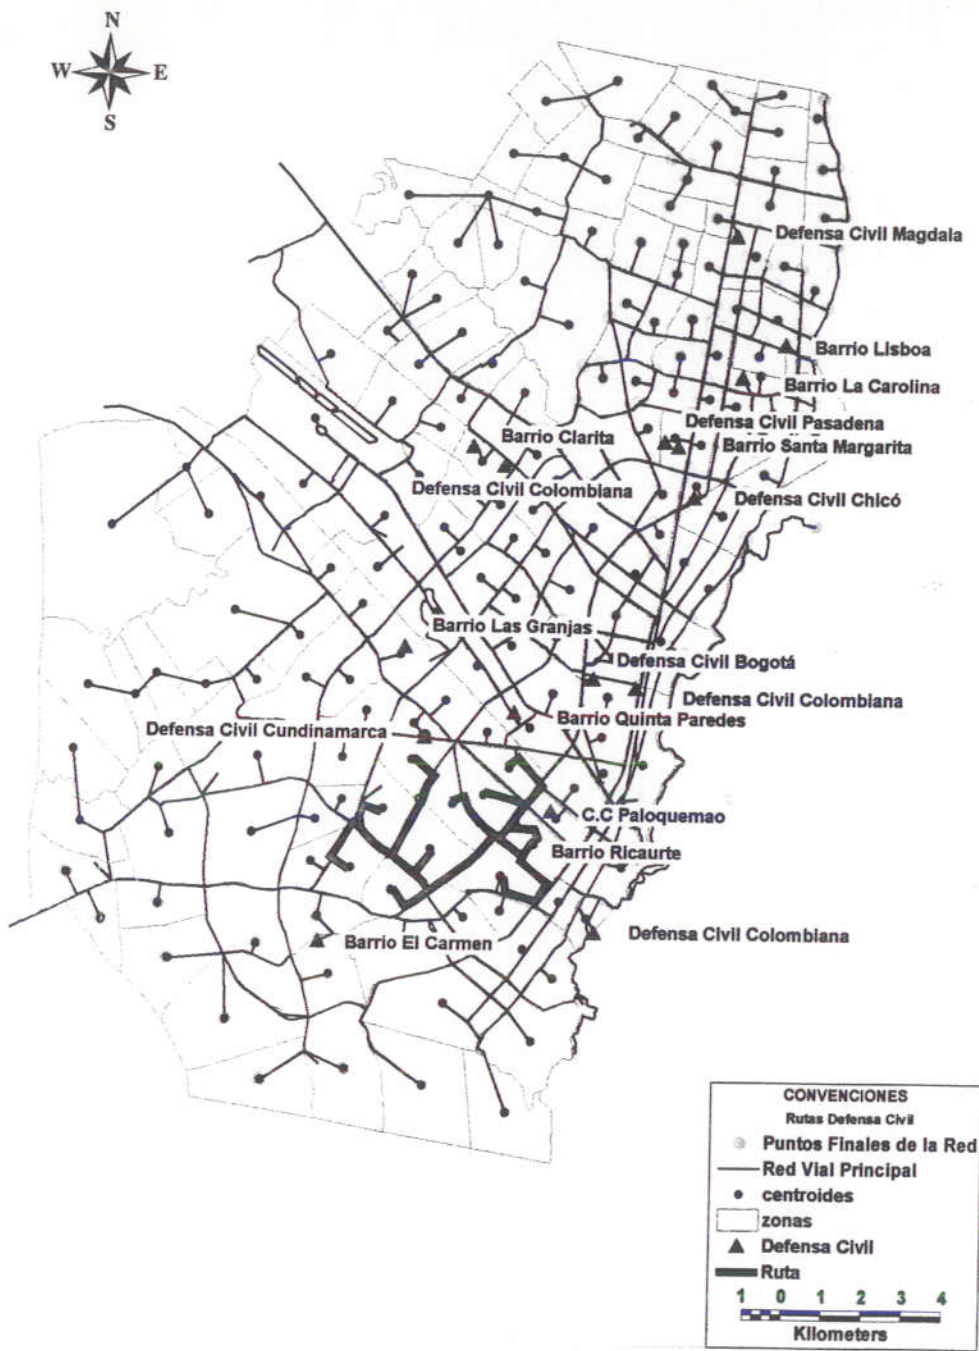 N
W E
S
Defensa Civil Magdala
Barrio Lisboa
Barrio La Carolina
Defensa Civil Pasadena
Barrio Clarita
Barrio Santa Margarita
Defensa Civil Colombiana
Defensa Civil Chicó
Barrio Las Granjas
Defensa Civil Bogotá
Defensa Civil Colombiana
Barrio Quinta Paredes
Defensa Civil Cundinamarca
C.C Paloquemao
Barrio Ricaurte
Defensa Civil Colombiana
Barrio El Carmen
CONVENCIONES
Rutas Defensa Civil
Puntos Finales de la Red
Red Vial Principal
centroides
zonas
Defensa Civil
Ruta
1 0 1 2 3 4
Kilometers